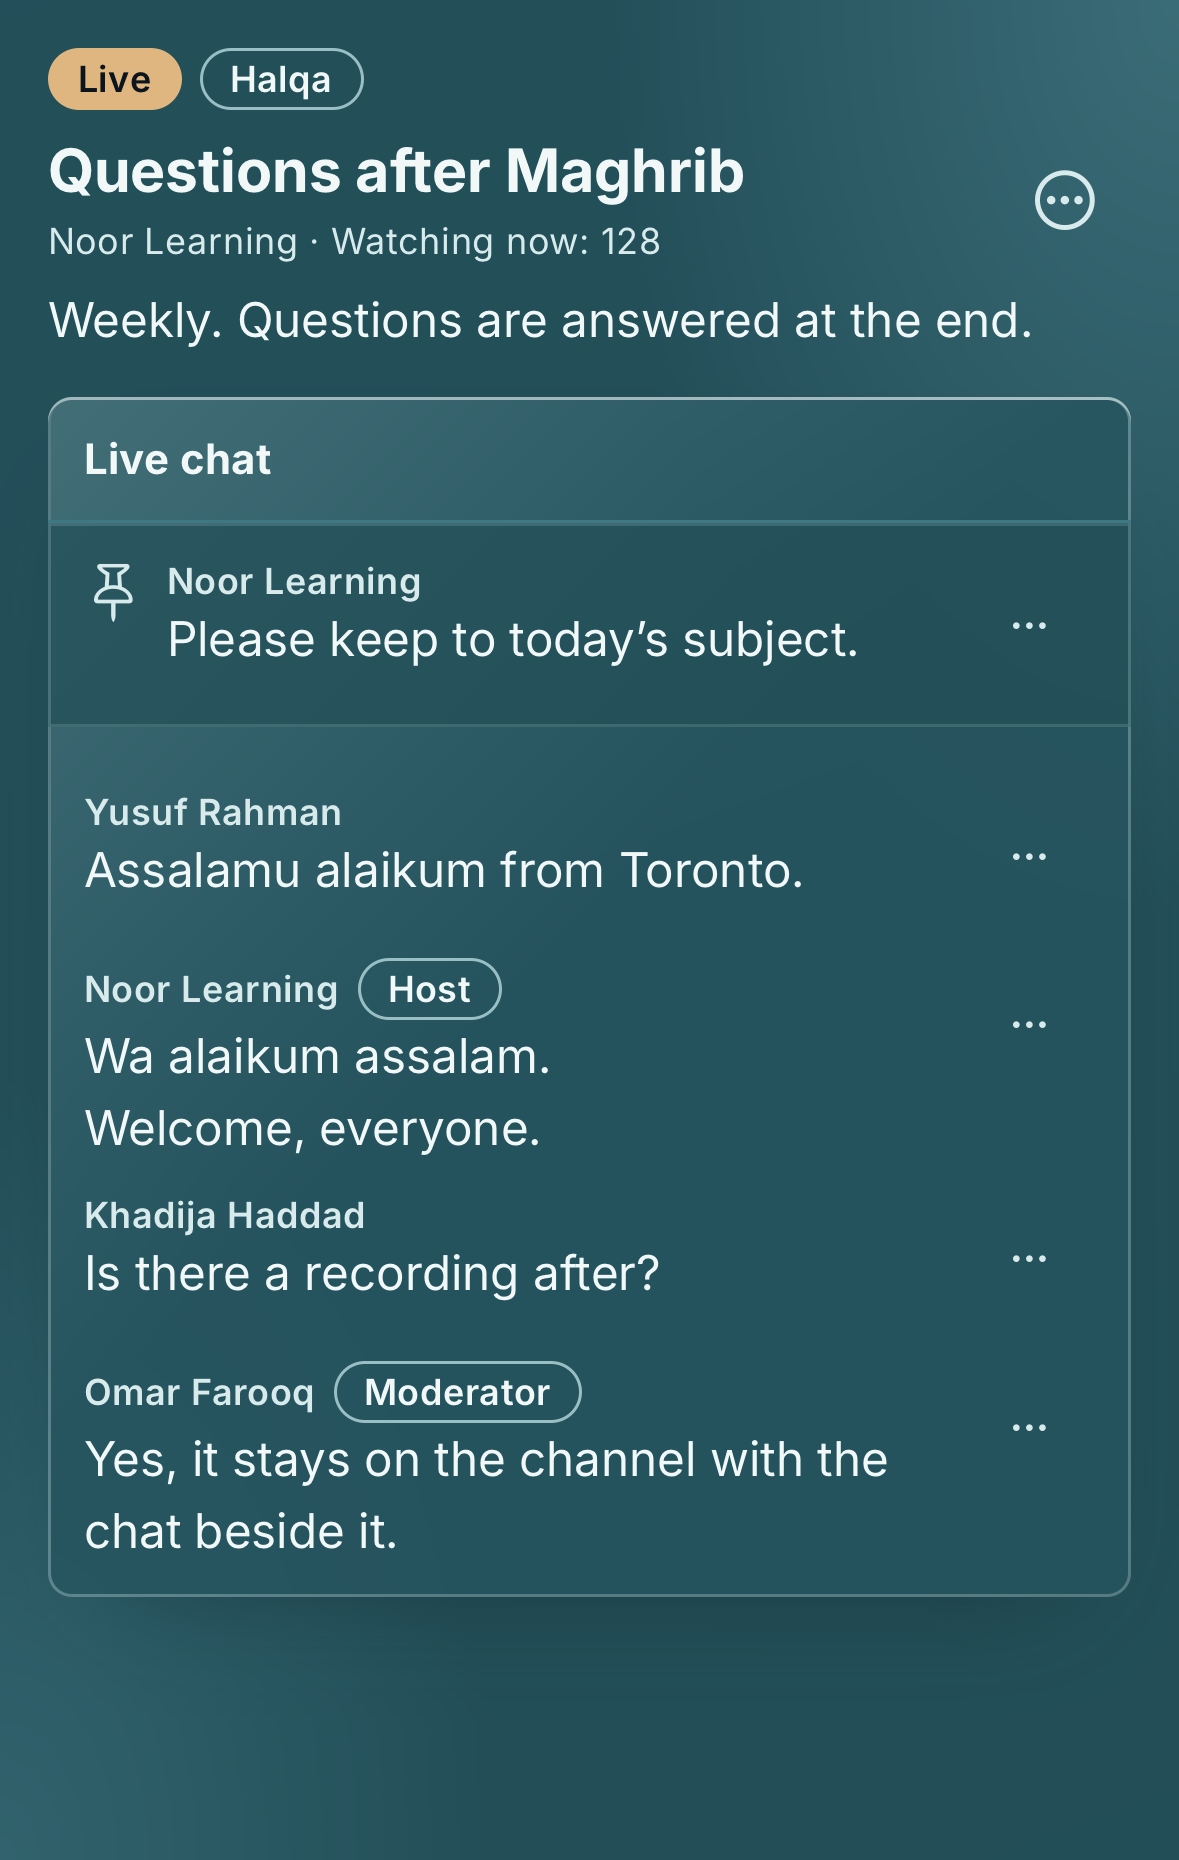 Live
Halqa
Questions after Maghrib
Noor Learning · Watching now: 128
Weekly. Questions are answered at the end.
Live chat
Noor Learning
Please keep to today’s subject.
Yusuf Rahman
Assalamu alaikum from Toronto.
Noor Learning Host
Wa alaikum assalam.
Welcome, everyone.
Khadija Haddad
Is there a recording after?
Omar Farooq Moderator
Yes, it stays on the channel with the
chat beside it.